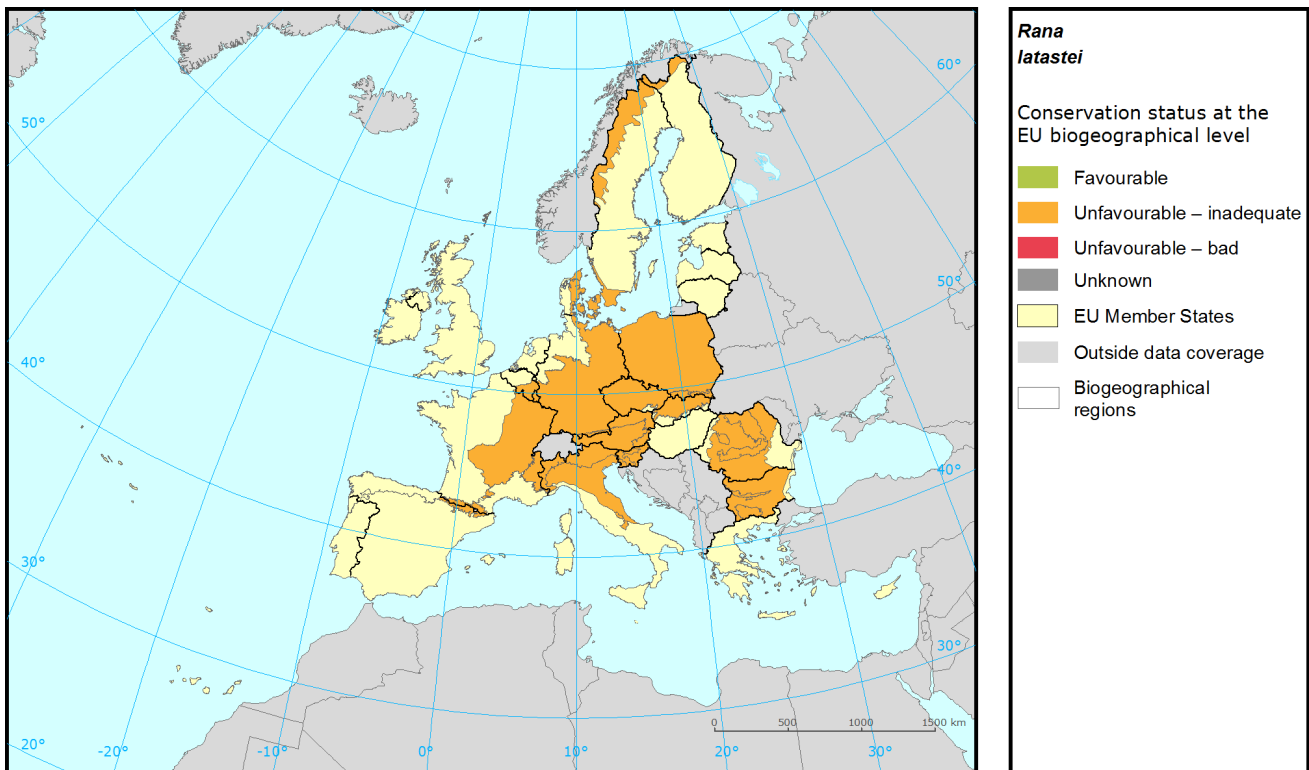 Rana
latastei
Conservation status at the
EU biogeographical level
Favourable
Unfavourable – inadequate
Unfavourable – bad
Unknown
EU Member States
Outside data coverage
Biogeographical
regions
60°
50°
50°
40°
40°
30°
30°
20°
-20°
-10°
0°
10°
20°
30°
0 500 1000 1500 km